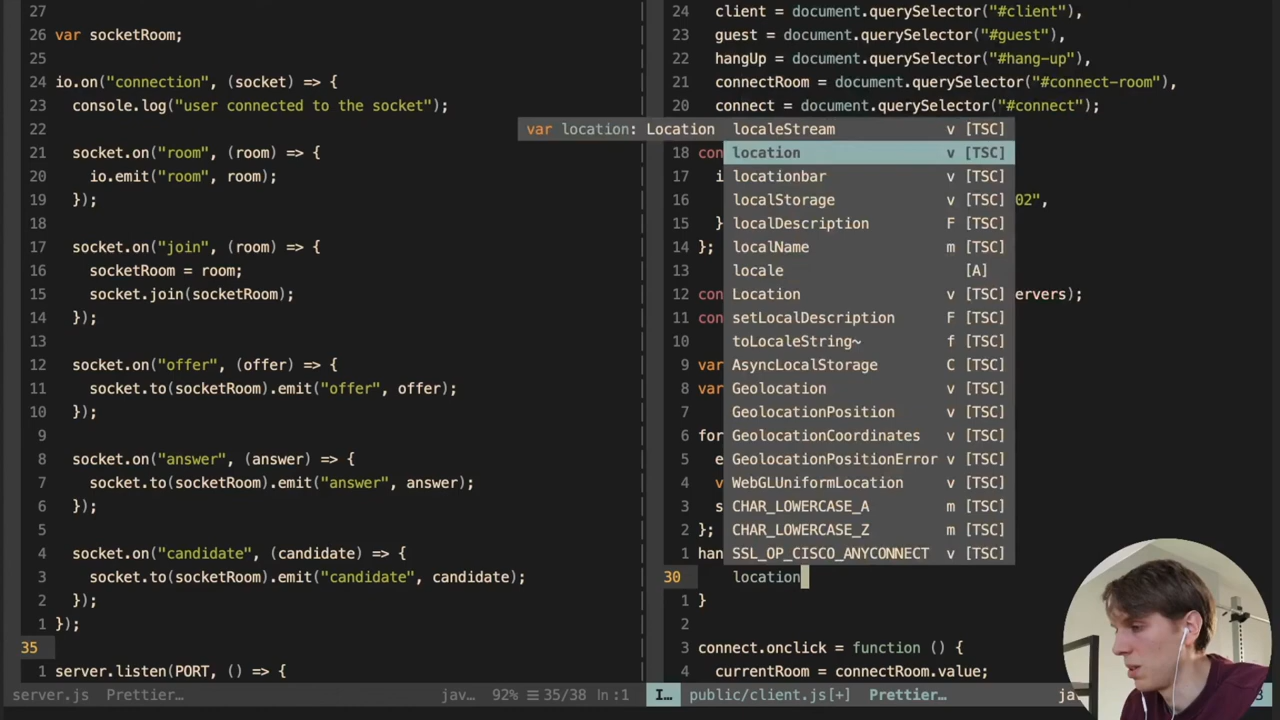 27
26 var socketRoom;
25
24 io.on("connection", (socket) => {
23 console.log("user connected to the socket");
22
21 socket.on("room", (room) => {
20 io.emit("room", room);
19 });
18
17 socket.on("join", (room) => {
16 socketRoom = room;
15 socket.join(socketRoom);
14 });
13
12 socket.on("offer", (offer) => {
11 socket.to(socketRoom).emit("offer", offer);
10 });
9
8 socket.on("answer", (answer) => {
7 socket.to(socketRoom).emit("answer", answer);
6 });
5
4 socket.on("candidate", (candidate) => {
3 socket.to(socketRoom).emit("candidate", candidate);
2 });
1 });
35
1 server.listen(PORT, () => {
server.js Prettier… jav… 92% ☰ 35/38 ln:1
24 client = document.querySelector("#client"),
23 guest = document.querySelector("#guest"),
22 hangUp = document.querySelector("#hang-up"),
21 connectRoom = document.querySelector("#connect-room"),
20 connect = document.querySelector("#connect");
var location: Location
localeStream v [TSC]
location v [TSC]
locationbar v [TSC]
localStorage v [TSC]
localDescription F [TSC]
localName m [TSC]
locale [A]
Location v [TSC]
setLocalDescription F [TSC]
toLocaleString~ f [TSC]
AsyncLocalStorage C [TSC]
Geolocation v [TSC]
GeolocationPosition v [TSC]
GeolocationCoordinates v [TSC]
GeolocationPositionError v [TSC]
WebGLUniformLocation v [TSC]
CHAR_LOWERCASE_A m [TSC]
CHAR_LOWERCASE_Z m [TSC]
SSL_OP_CISCO_ANYCONNECT v [TSC]
18 con
17 i
16 02",
15 }
14 };
13
12 con ervers);
11 con
10
9 var
8 var
7
6 for
5 e
4 v
3 s
2 };
1 han
30 location
1 }
2
3 connect.onclick = function () {
4 currentRoom = connectRoom.value;
I… public/client.js[+] Prettier… ja